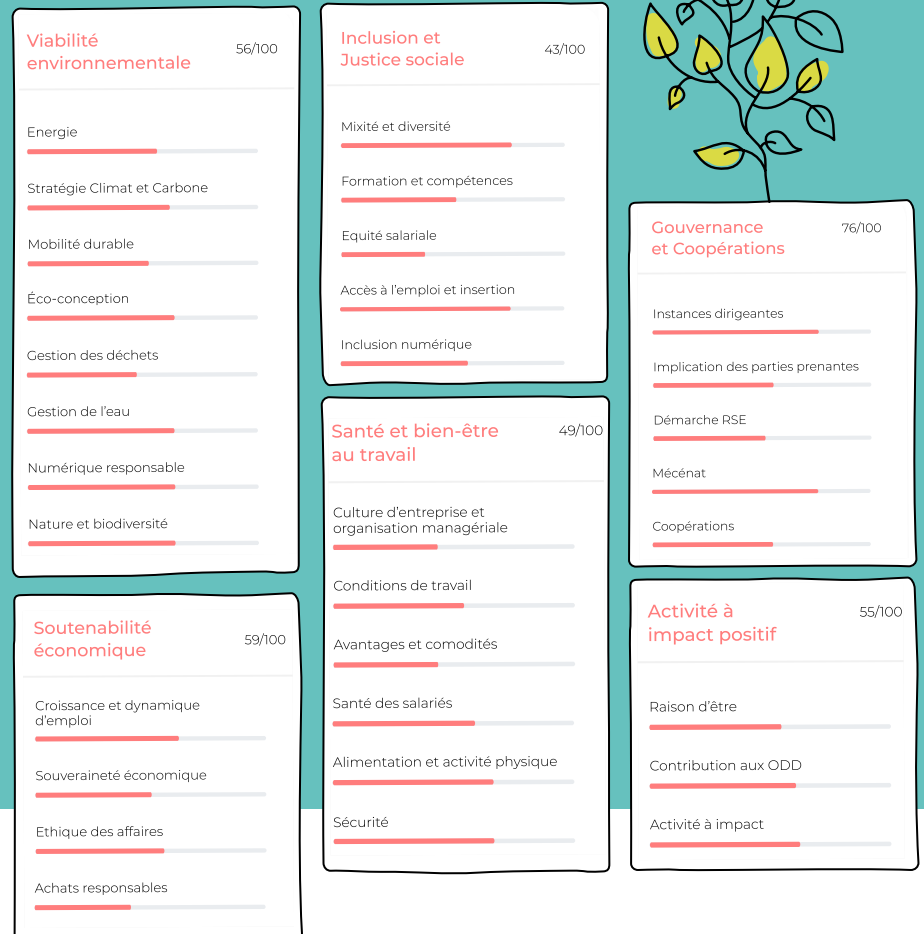 Viabilité
environnementale
56/100
Energie
Stratégie Climat et Carbone
Mobilité durable
Éco-conception
Gestion des déchets
Gestion de l'eau
Numérique responsable
Nature et biodiversité
Soutenabilité
économique
59/100
Croissance et dynamique
d'emploi
Souveraineté économique
Ethique des affaires
Achats responsables
Inclusion et
Justice sociale
43/100
Mixité et diversité
Formation et compétences
Equité salariale
Accès à l'emploi et insertion
Inclusion numérique
Santé et bien-être
au travail
49/100
Culture d'entreprise et
organisation managériale
Conditions de travail
Avantages et comodités
Santé des salariés
Alimentation et activité physique
Sécurité
Gouvernance
et Coopérations
76/100
Instances dirigeantes
Implication des parties prenantes
Démarche RSE
Mécénat
Coopérations
Activité à
impact positif
55/100
Raison d'être
Contribution aux ODD
Activité à impact